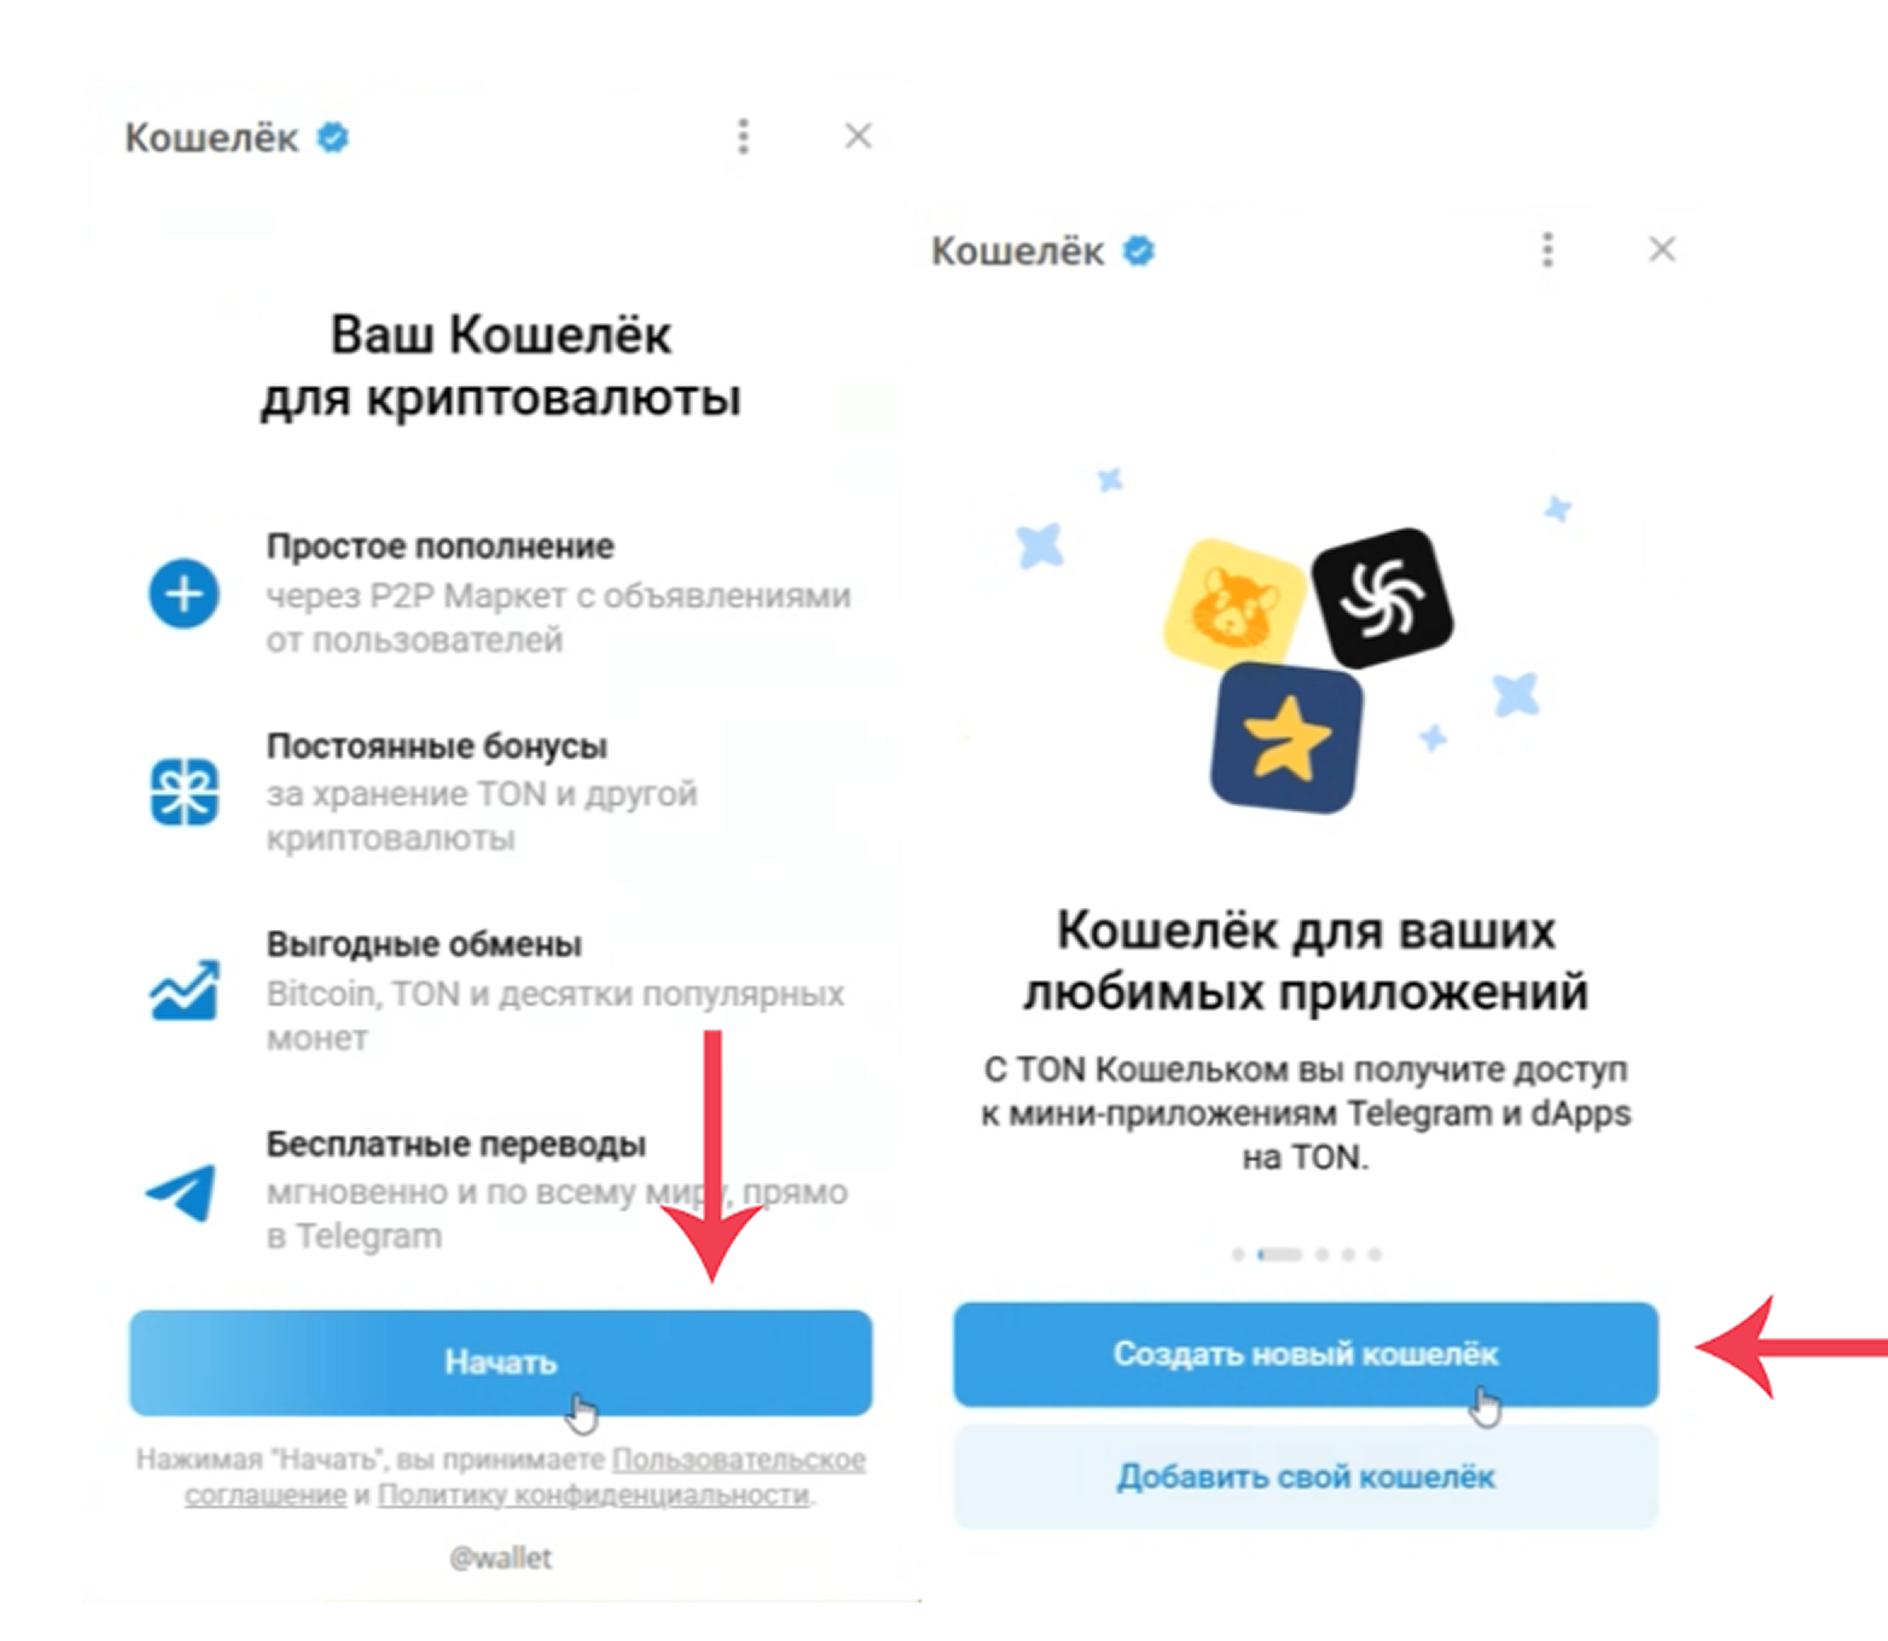 Кошелёк
Ваш Кошелёк
для криптовалюты
Простое пополнение
через P2P Маркет с объявлениями
от пользователей
Постоянные бонусы
за хранение TON и другой
криптовалюты
Выгодные обмены
Bitcoin, TON и десятки популярных
монет
Бесплатные переводы
мгновенно и по всему миру, прямо
в Telegram
Начать
Нажимая "Начать", вы принимаете Пользовательское
соглашение и Политику конфиденциальности.
@wallet
Кошелёк
Кошелёк для ваших
любимых приложений
С TON Кошельком вы получите доступ
к мини-приложениям Telegram и dApps
на TON.
Создать новый кошелёк
Добавить свой кошелёк